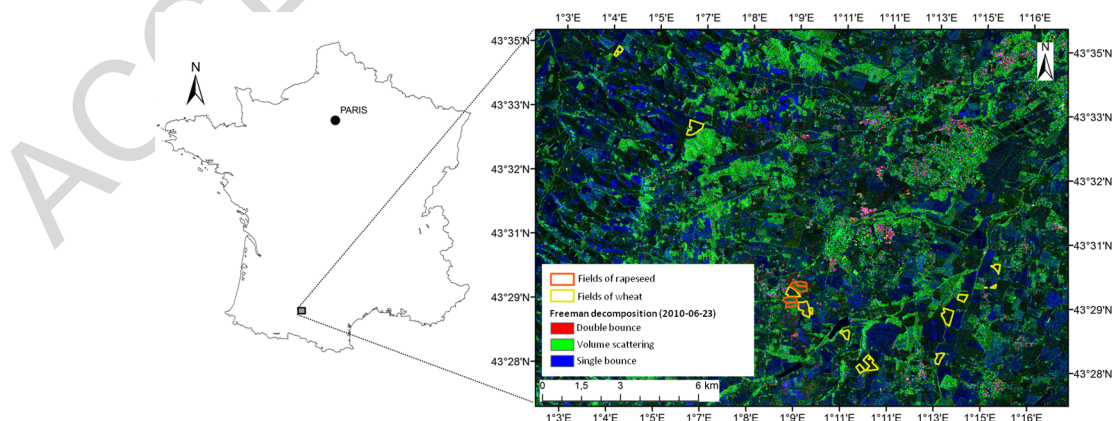 ACCE
N
PARIS
1°3'E 1°4'E 1°5'E 1°7'E 1°8'E 1°9'E 1°11'E 1°11'E 1°13'E 1°15'E 1°16'E
N
43°35'N
43°33'N
43°32'N
43°31'N
43°29'N
43°28'N
43°35'N
43°33'N
43°32'N
43°31'N
43°29'N
43°28'N
Fields of rapeseed
Fields of wheat
Freeman decomposition (2010-06-23)
Double bounce
Volume scattering
Single bounce
0 1,5 3 6 km
1°3'E 1°4'E 1°5'E 1°7'E 1°8'E 1°9'E 1°11'E 1°11'E 1°13'E 1°15'E 1°16'E